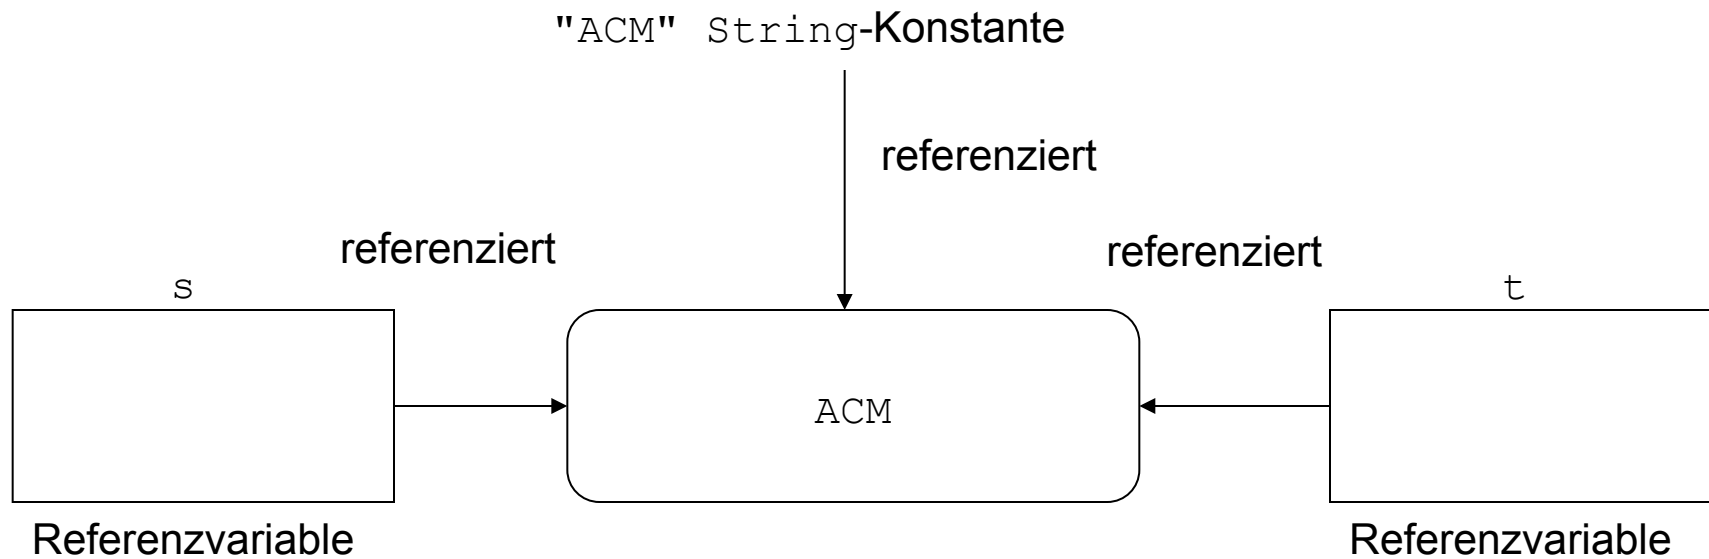 "ACM" String-Konstante
referenziert
referenziert
referenziert
s
t
ACM
Referenzvariable
Referenzvariable